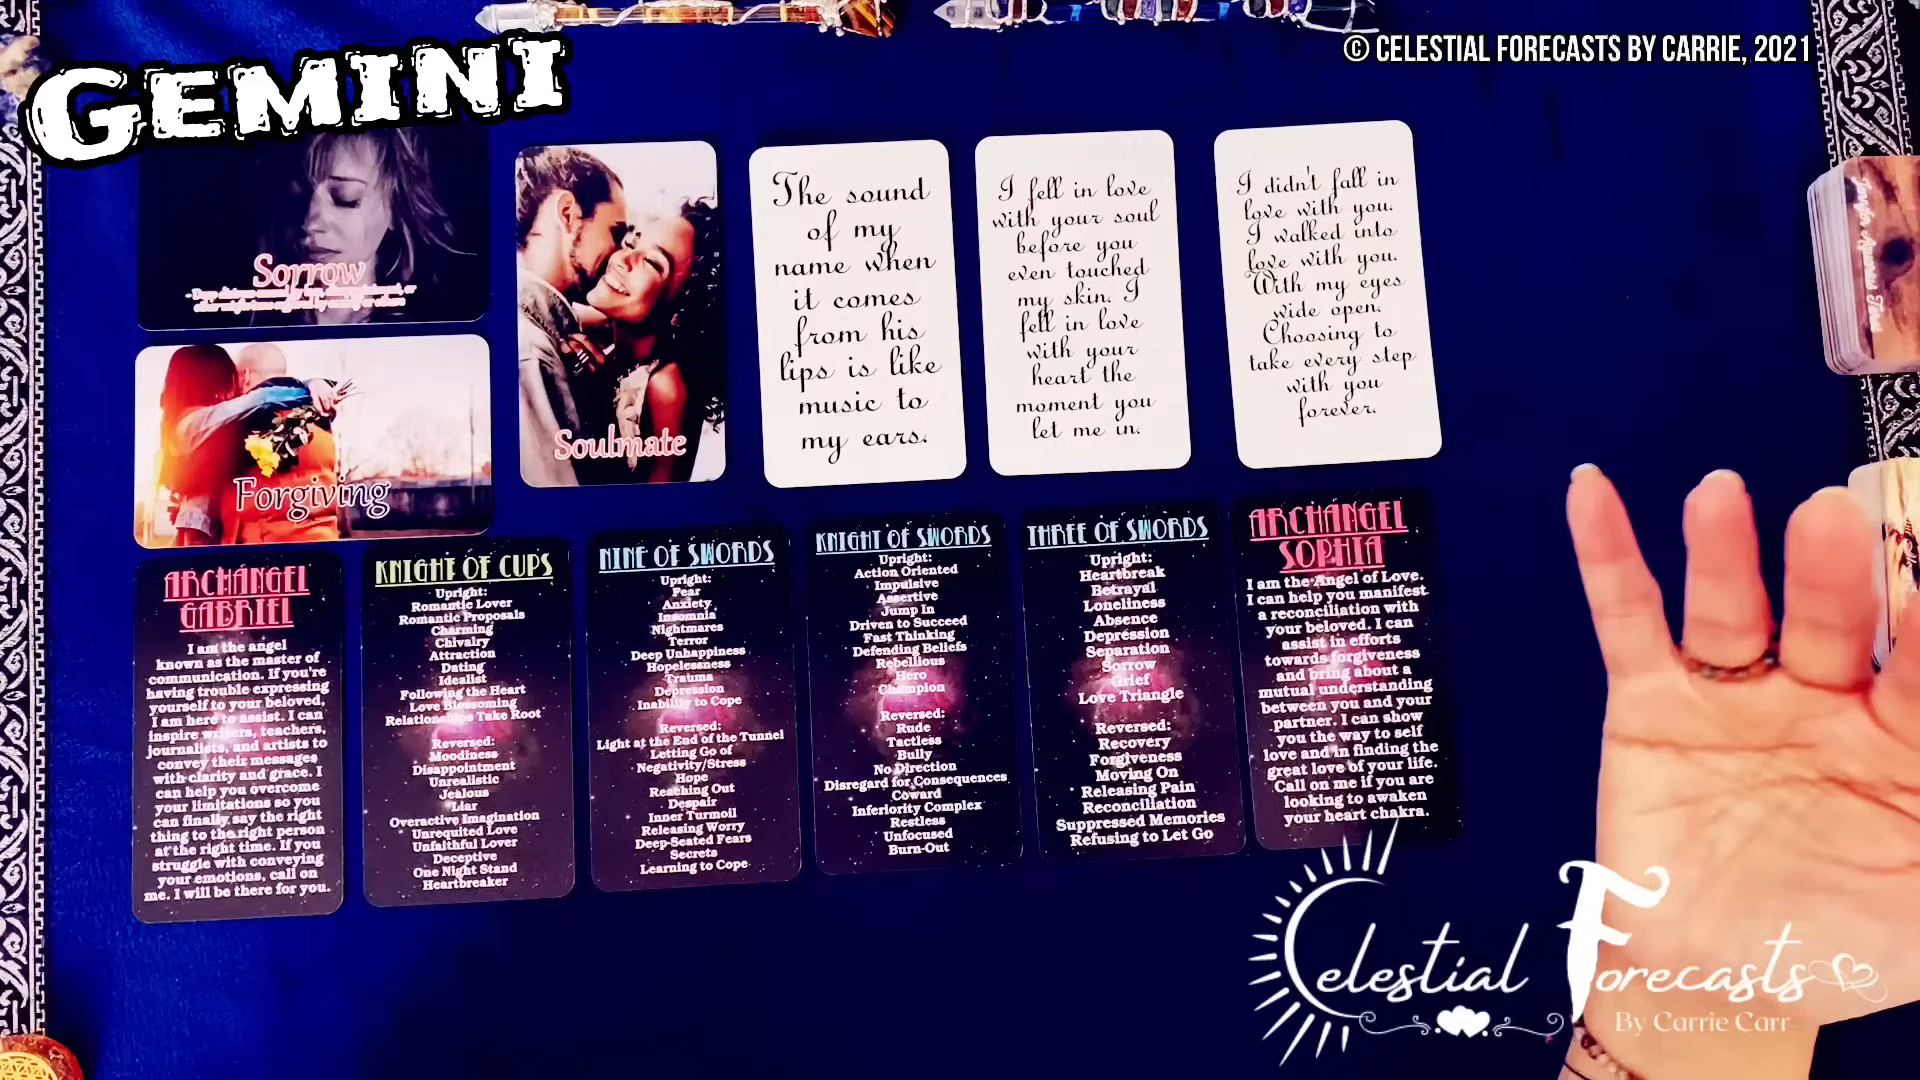 GEMINI
© CELESTIAL FORECASTS BY CARRIE, 2021
Sorrow
Forgiving
Soulmate
The sound
of my
name when
it comes
from his
lips is like
music to
my ears.
I fell in love
with your soul
before you
even touched
my skin. I
fell in love
with your
heart the
moment you
let me in.
I didn't fall in
love with you.
I walked into
love with you.
With my eyes
wide open.
Choosing to
take every step
with you
forever.
ARCHANGEL
GABRIEL
I am the angel
known as the master of
communication. If you're
having trouble expressing
yourself to your beloved,
I am here to assist. I can
inspire writers, teachers,
journalists, and artists to
convey their messages
with clarity and grace. I
can help you overcome
your limitations so you
can finally say the right
thing to the right person
at the right time. If you
struggle with conveying
your emotions, call on
me. I will be there for you.
KNIGHT OF CUPS
Upright:
Romantic Lover
Romantic Proposals
Charming
Chivalry
Attraction
Dating
Idealist
Following the Heart
Love Blossoming
Relationships Take Root
Reversed:
Moodiness
Disappointment
Unrealistic
Jealous
Liar
Overactive Imagination
Unrequited Love
Unfaithful Lover
Deceptive
One Night Stand
Heartbreaker
NINE OF SWORDS
Upright:
Fear
Anxiety
Insomnia
Nightmares
Terror
Deep Unhappiness
Hopelessness
Trauma
Depression
Inability to Cope
Reversed:
Light at the End of the Tunnel
Letting Go of
Negativity/Stress
Hope
Reaching Out
Despair
Inner Turmoil
Releasing Worry
Deep-Seated Fears
Secrets
Learning to Cope
KNIGHT OF SWORDS
Upright:
Action Oriented
Impulsive
Assertive
Jump In
Driven to Succeed
Fast Thinking
Defending Beliefs
Rebellious
Hero
Champion
Reversed:
Rude
Tactless
Bully
No Direction
Disregard for Consequences
Coward
Inferiority Complex
Restless
Unfocused
Burn-Out
THREE OF SWORDS
Upright:
Heartbreak
Betrayal
Loneliness
Absence
Depression
Separation
Sorrow
Grief
Love Triangle
Reversed:
Recovery
Forgiveness
Moving On
Releasing Pain
Reconciliation
Suppressed Memories
Refusing to Let Go
ARCHANGEL
SOPHIA
I am the Angel of Love.
I can help you manifest
a reconciliation with
your beloved. I can
assist in efforts
towards forgiveness
and bring about a
mutual understanding
between you and your
partner. I can show
you the way to self
love and in finding the
great love of your life.
Call on me if you are
looking to awaken
your heart chakra.
Celestial Forecasts
By Carrie Carr